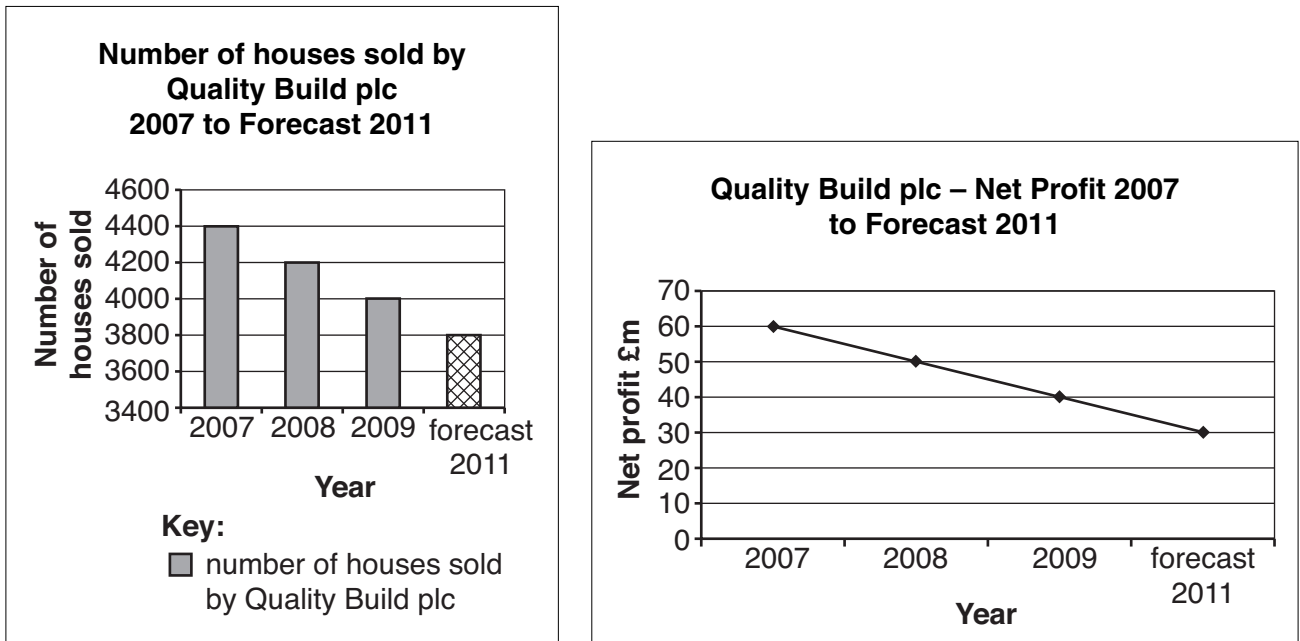 Number of houses sold by
Quality Build plc
2007 to Forecast 2011
Number of
houses sold
4600
4400
4200
4000
3800
3600
3400
2007 2008 2009 forecast
2011
Year
Key:
number of houses sold
by Quality Build plc
Quality Build plc – Net Profit 2007
to Forecast 2011
Net profit £m
70
60
50
40
30
20
10
0
2007 2008 2009 forecast
2011
Year